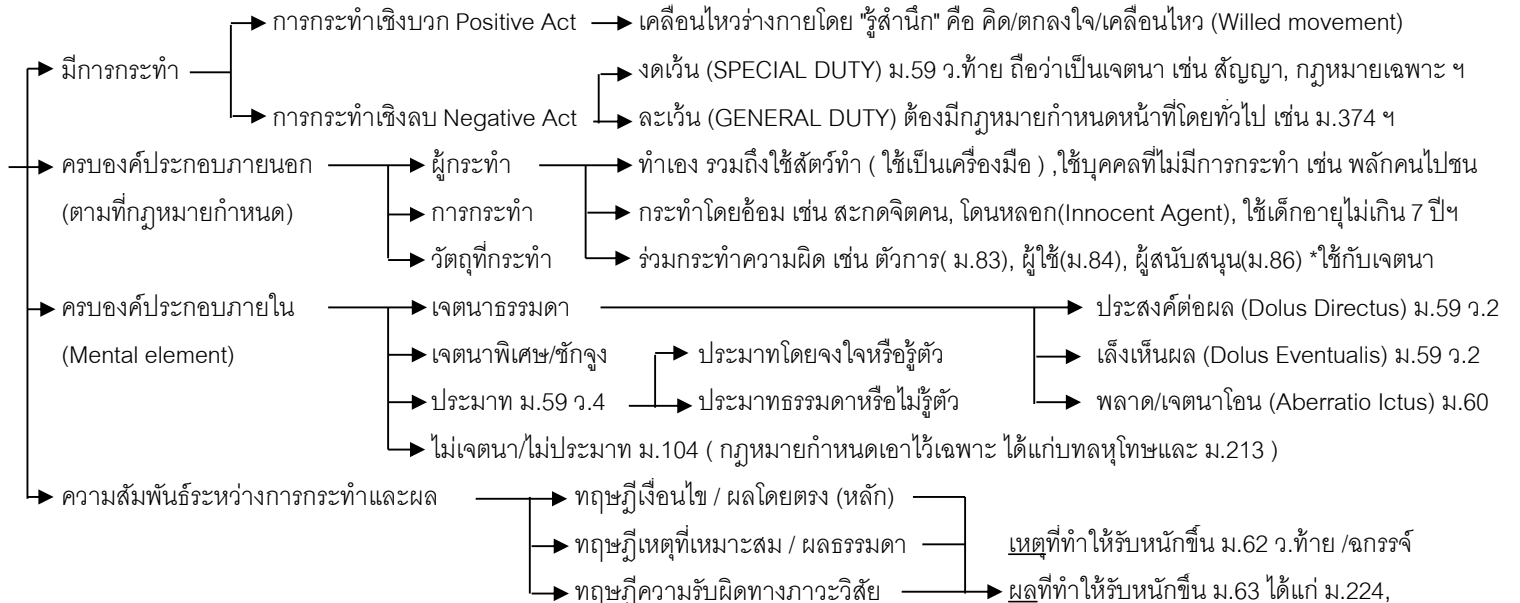 การกระทำเชิงบวก Positive Act เคลื่อนไหวร่างกายโดย "รู้สำนึก" คือ คิด/ตกลงใจ/เคลื่อนไหว (Willed movement)
มีการกระทำ งดเว้น (SPECIAL DUTY) ม.59 ว.ท้าย ถือว่าเป็นเจตนา เช่น สัญญา, กฎหมายเฉพาะ ฯ
การกระทำเชิงลบ Negative Act ละเว้น (GENERAL DUTY) ต้องมีกฎหมายกำหนดหน้าที่โดยทั่วไป เช่น ม.374 ฯ
ครบองค์ประกอบภายนอก ผู้กระทำ ทำเอง รวมถึงใช้สัตว์ทำ ( ใช้เป็นเครื่องมือ ) ,ใช้บุคคลที่ไม่มีการกระทำ เช่น พลักคนไปชน
(ตามที่กฎหมายกำหนด) การกระทำ กระทำโดยอ้อม เช่น สะกดจิตคน, โดนหลอก(Innocent Agent), ใช้เด็กอายุไม่เกิน 7 ปีฯ
วัตถุที่กระทำ ร่วมกระทำความผิด เช่น ตัวการ( ม.83), ผู้ใช้(ม.84), ผู้สนับสนุน(ม.86) *ใช้กับเจตนา
ครบองค์ประกอบภายใน เจตนาธรรมดา ประสงค์ต่อผล (Dolus Directus) ม.59 ว.2
(Mental element) เจตนาพิเศษ/ชักจูง ประมาทโดยจงใจหรือรู้ตัว เล็งเห็นผล (Dolus Eventualis) ม.59 ว.2
ประมาท ม.59 ว.4 ประมาทธรรมดาหรือไม่รู้ตัว พลาด/เจตนาโอน (Aberratio Ictus) ม.60
ไม่เจตนา/ไม่ประมาท ม.104 ( กฎหมายกำหนดเอาไว้เฉพาะ ได้แก่บทลหุโทษและ ม.213 )
ความสัมพันธ์ระหว่างการกระทำและผล ทฤษฎีเงื่อนไข / ผลโดยตรง (หลัก)
ทฤษฎีเหตุที่เหมาะสม / ผลธรรมดา เหตุที่ทำให้รับหนักขึ้น ม.62 ว.ท้าย /ฉกรรจ์
ทฤษฎีความรับผิดทางภาวะวิสัย ผลที่ทำให้รับหนักขึ้น ม.63 ได้แก่ ม.224,